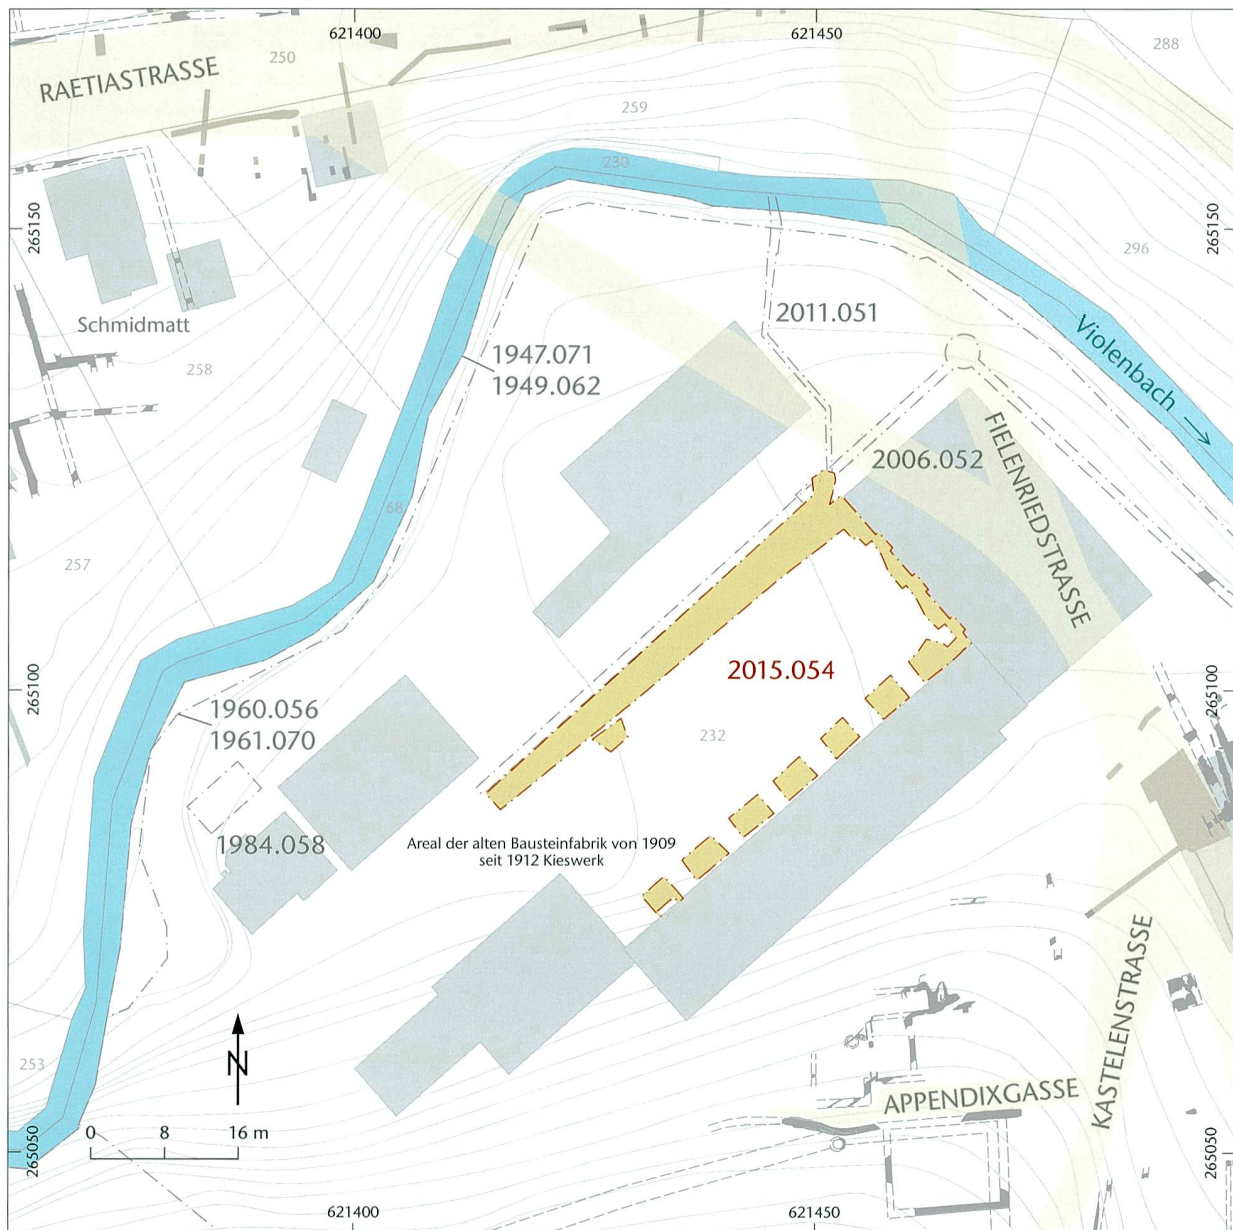 621400
621450
RAETIASTRASSE
250
288
259
230
265150
265150
296
Schmidmatt
2011.051
Violenbach →
258
1947.071
1949.062
FIELENRIEDSTRASSE
2006.052
68
257
2015.054
265100
265100
1960.056
1961.070
232
1984.058
Areal der alten Bausteinfabrik von 1909
seit 1912 Kieswerk
KASTELENSTRASSE
253
N
APPENDIXGASSE
0 8 16 m
265050
265050
621400
621450